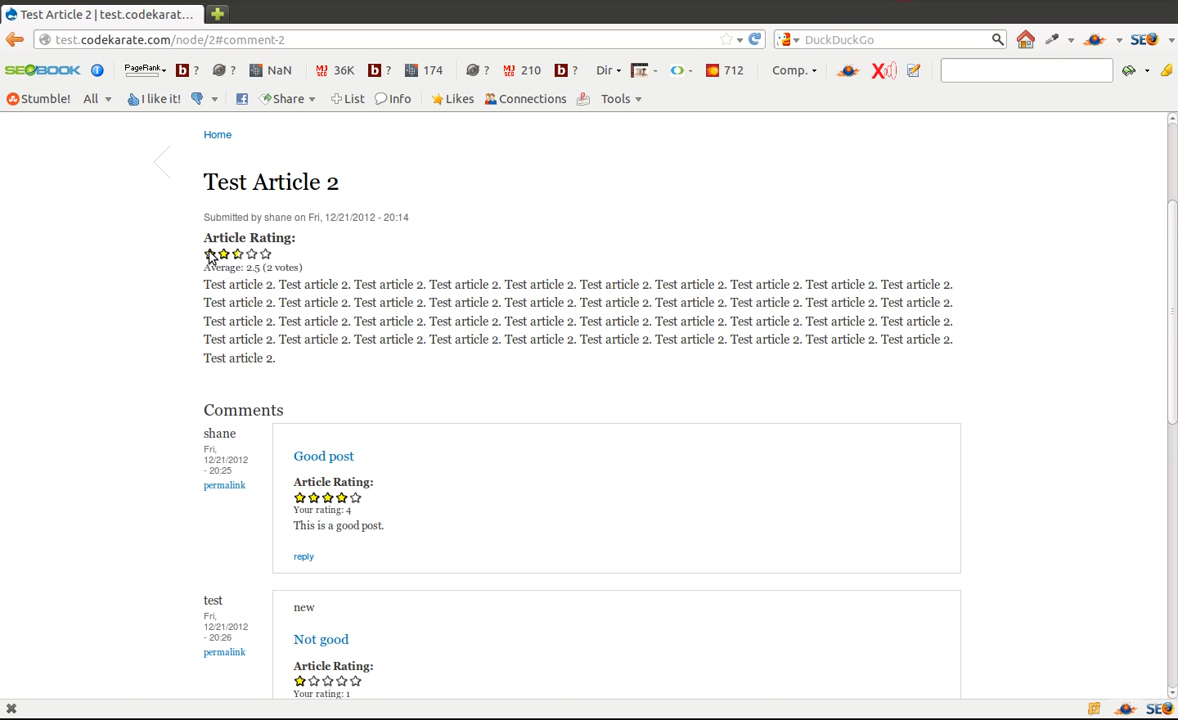 Test Article 2 | test.codekarat...
test.codekarate.com/node/2#comment-2
DuckDuckGo
SEO
SEOBOOK
PageRank
?
?
NaN
36K
?
174
?
210
?
Dir
-
-
712
Comp.
Stumble!
All
I like it!
Share
List
Info
Likes
Connections
Tools
Home
Test Article 2
Submitted by shane on Fri, 12/21/2012 - 20:14
Article Rating:
Average: 2.5 (2 votes)
Test article 2. Test article 2. Test article 2. Test article 2. Test article 2. Test article 2. Test article 2. Test article 2. Test article 2. Test article 2.
Test article 2. Test article 2. Test article 2. Test article 2. Test article 2. Test article 2. Test article 2. Test article 2. Test article 2. Test article 2.
Test article 2. Test article 2. Test article 2. Test article 2. Test article 2. Test article 2. Test article 2. Test article 2. Test article 2. Test article 2.
Test article 2. Test article 2. Test article 2. Test article 2. Test article 2. Test article 2. Test article 2. Test article 2. Test article 2. Test article 2.
Test article 2.
Comments
shane
Fri,
12/21/2012
- 20:25
permalink
Good post
Article Rating:
Your rating: 4
This is a good post.
reply
test
Fri,
12/21/2012
- 20:26
permalink
new
Not good
Article Rating:
Your rating: 1
SEO